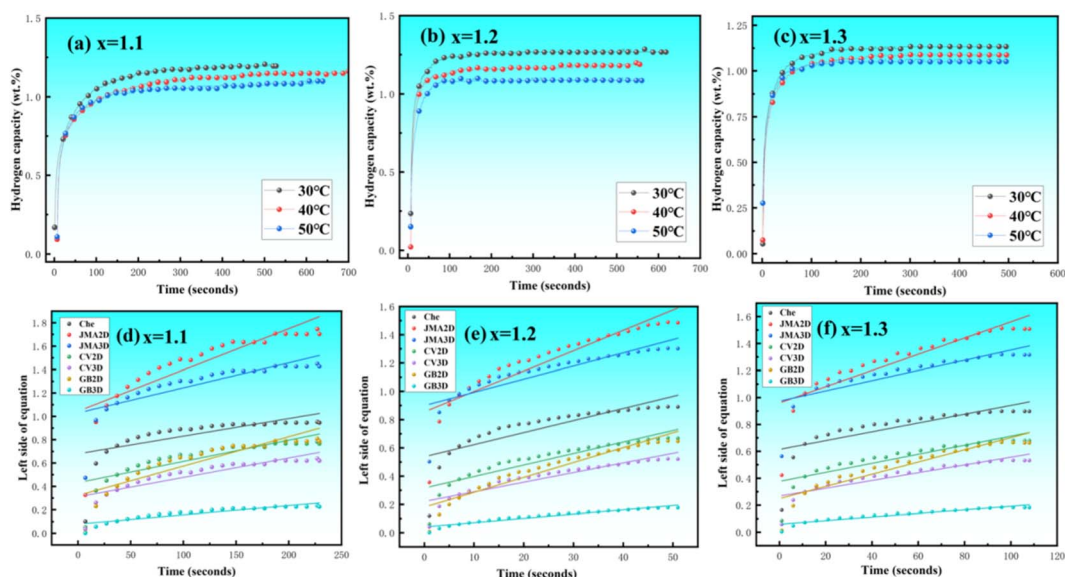 (a) x=1.1
Hydrogen capacity (wt.%)
1.5
1.0
0.5
0.0
30℃
40℃
50℃
0 100 200 300 400 500 600 700
Time (seconds)
(b) x=1.2
Hydrogen capacity (wt.%)
1.5
1.0
0.5
0.0
30℃
40℃
50℃
0 100 200 300 400 500 600 700
Time (seconds)
(c) x=1.3
Hydrogen capacity (wt.%)
1.25
1.00
0.75
0.50
0.25
0.00
30℃
40℃
50℃
0 100 200 300 400 500 600
Time (seconds)
(d) x=1.1
Left side of equation
1.8
1.6
1.4
1.2
1.0
0.8
0.6
0.4
0.2
0.0
Che
JMA2D
JMA3D
CV2D
CV3D
GB2D
GB3D
0 50 100 150 200 250
Time (seconds)
(e) x=1.2
Left side of equation
1.6
1.4
1.2
1.0
0.8
0.6
0.4
0.2
0.0
Che
JMA2D
JMA3D
CV2D
CV3D
GB2D
GB3D
0 10 20 30 40 50
Time (seconds)
(f) x=1.3
Left side of equation
1.6
1.4
1.2
1.0
0.8
0.6
0.4
0.2
0.0
Che
JMA2D
JMA3D
CV2D
CV3D
GB2D
GB3D
0 20 40 60 80 100 120
Time (seconds)